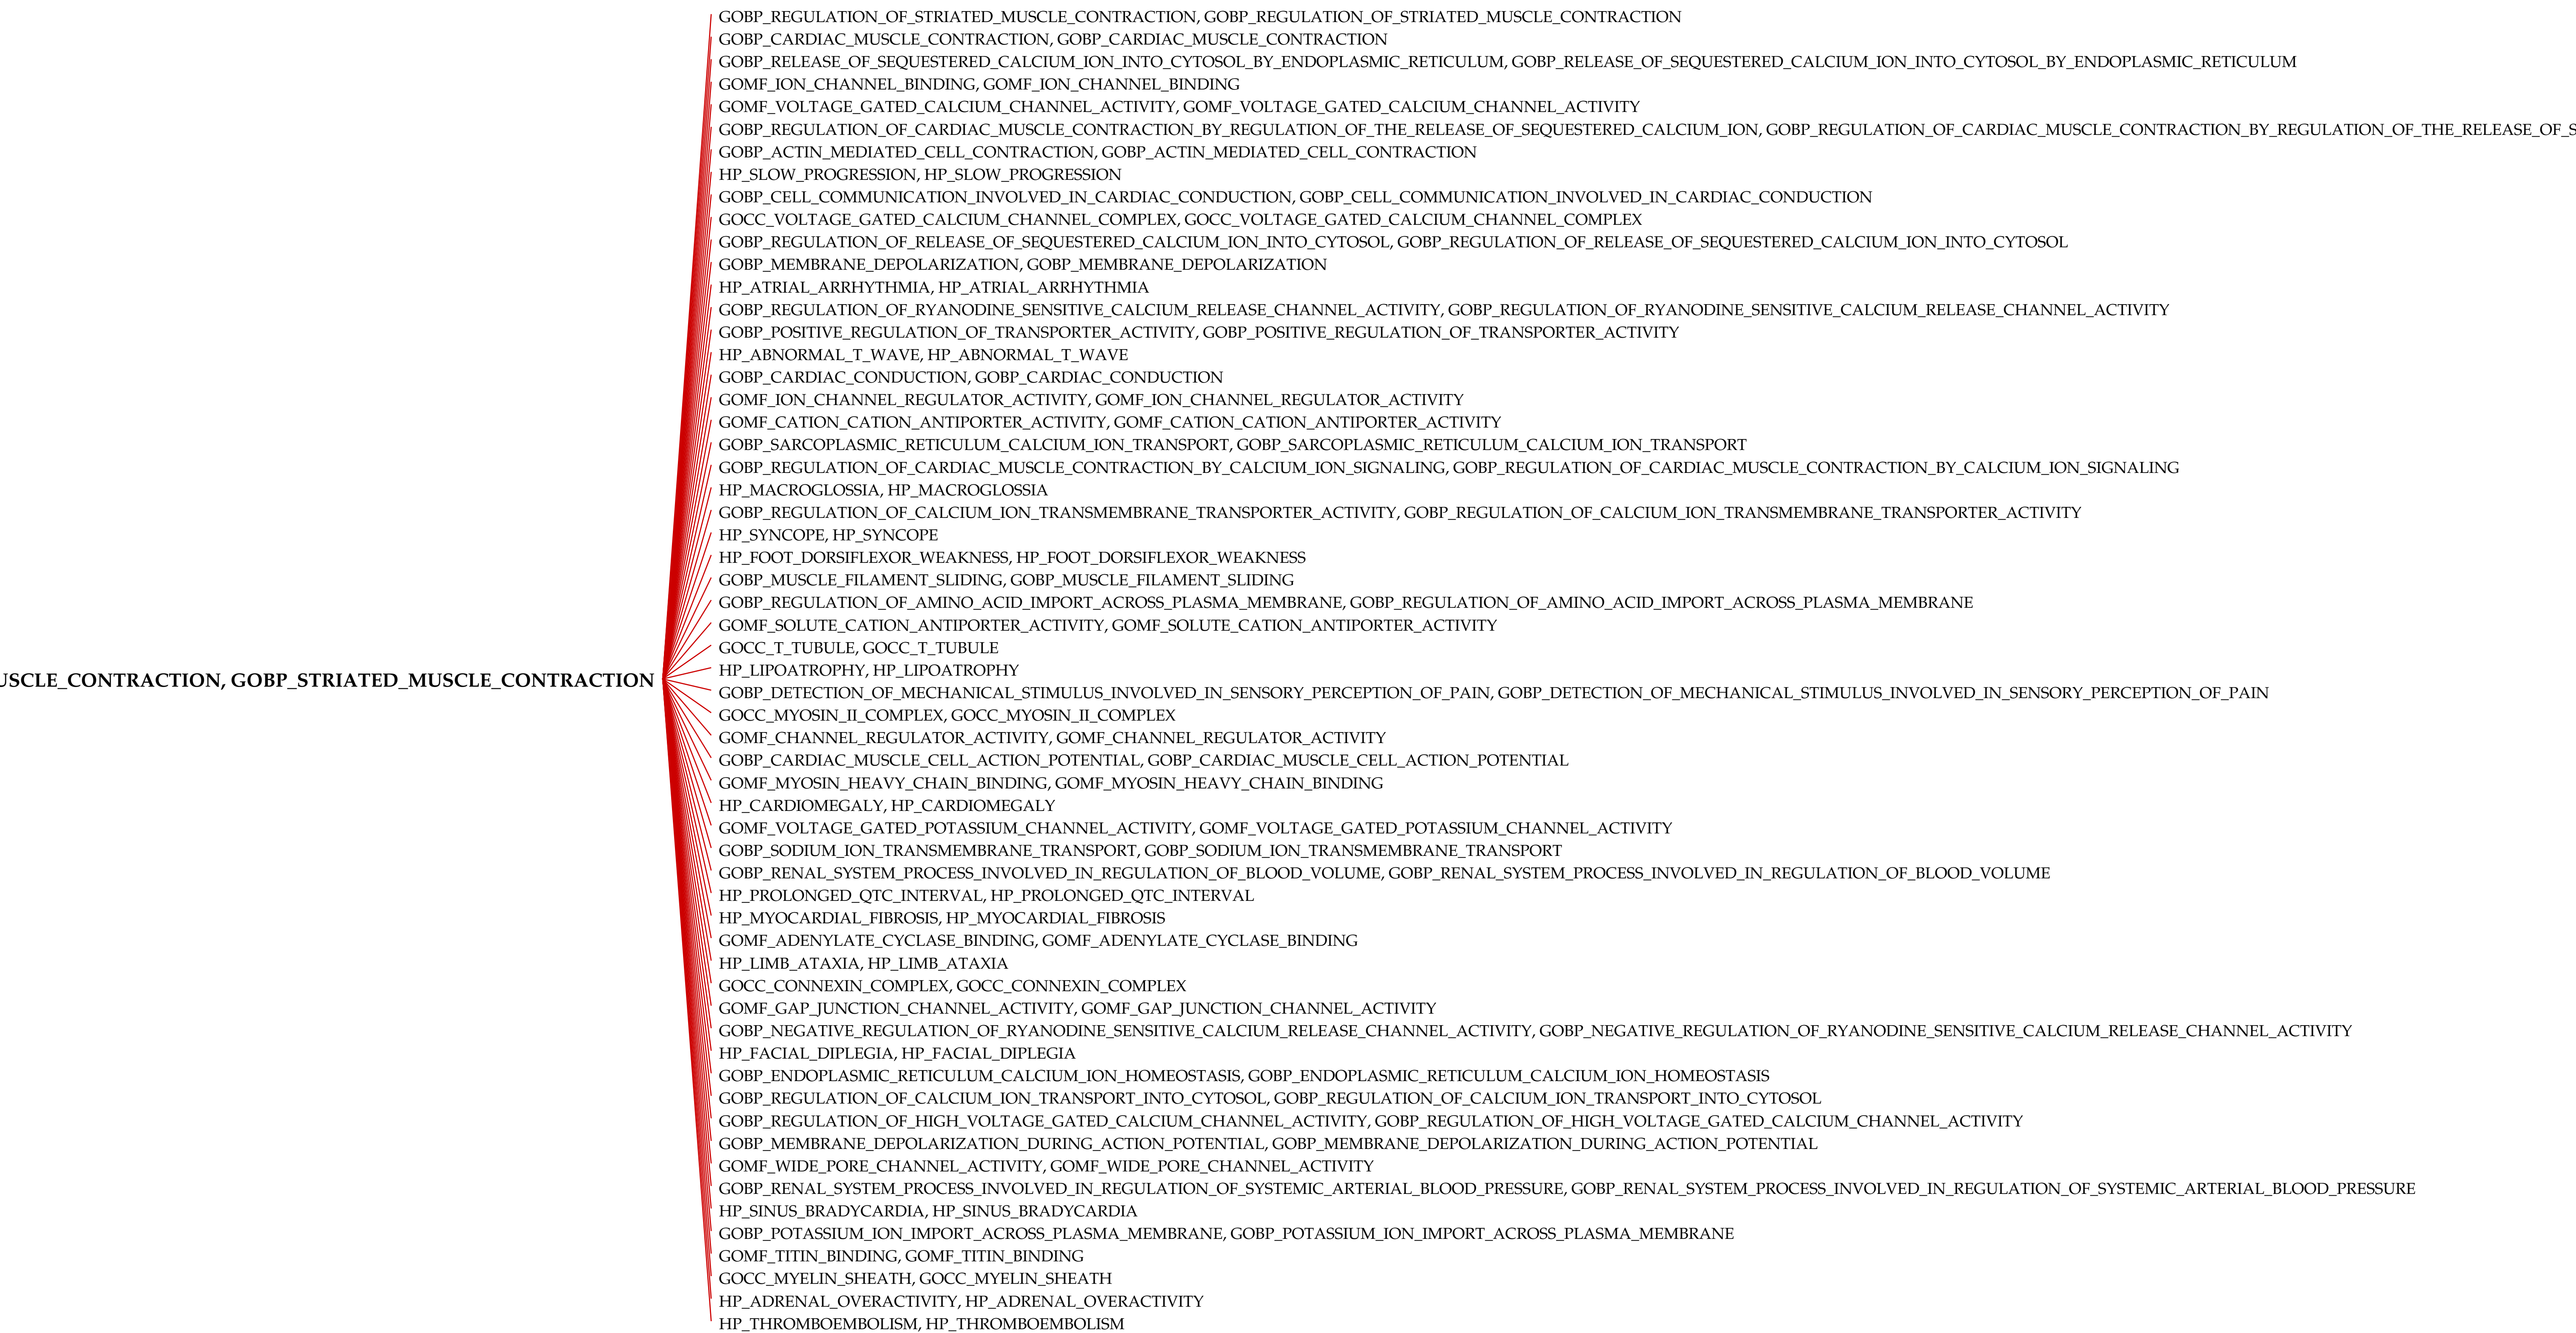 GOBP_REGULATION_OF_STRIATED_MUSCLE_CONTRACTION, GOBP_REGULATION_OF_STRIATED_MUSCLE_CONTRACTION
GOBP_CARDIAC_MUSCLE_CONTRACTION, GOBP_CARDIAC_MUSCLE_CONTRACTION
GOBP_RELEASE_OF_SEQUESTERED_CALCIUM_ION_INTO_CYTOSOL_BY_ENDOPLASMIC_RETICULUM, GOBP_RELEASE_OF_SEQUESTERED_CALCIUM_ION_INTO_CYTOSOL_BY_ENDOPLASMIC_RETICULUM
GOMF_ION_CHANNEL_BINDING, GOMF_ION_CHANNEL_BINDING
GOMF_VOLTAGE_GATED_CALCIUM_CHANNEL_ACTIVITY, GOMF_VOLTAGE_GATED_CALCIUM_CHANNEL_ACTIVITY
GOBP_REGULATION_OF_CARDIAC_MUSCLE_CONTRACTION_BY_REGULATION_OF_THE_RELEASE_OF_SEQUESTERED_CALCIUM_ION, GOBP_REGULATION_OF_CARDIAC_MUSCLE_CONTRACTION_BY_REGULATION_OF_THE_RELEASE_OF_S
GOBP_ACTIN_MEDIATED_CELL_CONTRACTION, GOBP_ACTIN_MEDIATED_CELL_CONTRACTION
HP_SLOW_PROGRESSION, HP_SLOW_PROGRESSION
GOBP_CELL_COMMUNICATION_INVOLVED_IN_CARDIAC_CONDUCTION, GOBP_CELL_COMMUNICATION_INVOLVED_IN_CARDIAC_CONDUCTION
GOCC_VOLTAGE_GATED_CALCIUM_CHANNEL_COMPLEX, GOCC_VOLTAGE_GATED_CALCIUM_CHANNEL_COMPLEX
GOBP_REGULATION_OF_RELEASE_OF_SEQUESTERED_CALCIUM_ION_INTO_CYTOSOL, GOBP_REGULATION_OF_RELEASE_OF_SEQUESTERED_CALCIUM_ION_INTO_CYTOSOL
GOBP_MEMBRANE_DEPOLARIZATION, GOBP_MEMBRANE_DEPOLARIZATION
HP_ATRIAL_ARRHYTHMIA, HP_ATRIAL_ARRHYTHMIA
GOBP_REGULATION_OF_RYANODINE_SENSITIVE_CALCIUM_RELEASE_CHANNEL_ACTIVITY, GOBP_REGULATION_OF_RYANODINE_SENSITIVE_CALCIUM_RELEASE_CHANNEL_ACTIVITY
GOBP_POSITIVE_REGULATION_OF_TRANSPORTER_ACTIVITY, GOBP_POSITIVE_REGULATION_OF_TRANSPORTER_ACTIVITY
HP_ABNORMAL_T_WAVE, HP_ABNORMAL_T_WAVE
GOBP_CARDIAC_CONDUCTION, GOBP_CARDIAC_CONDUCTION
GOMF_ION_CHANNEL_REGULATOR_ACTIVITY, GOMF_ION_CHANNEL_REGULATOR_ACTIVITY
GOMF_CATION_CATION_ANTIPORTER_ACTIVITY, GOMF_CATION_CATION_ANTIPORTER_ACTIVITY
GOBP_SARCOPLASMIC_RETICULUM_CALCIUM_ION_TRANSPORT, GOBP_SARCOPLASMIC_RETICULUM_CALCIUM_ION_TRANSPORT
GOBP_REGULATION_OF_CARDIAC_MUSCLE_CONTRACTION_BY_CALCIUM_ION_SIGNALING, GOBP_REGULATION_OF_CARDIAC_MUSCLE_CONTRACTION_BY_CALCIUM_ION_SIGNALING
HP_MACROGLOSSIA, HP_MACROGLOSSIA
GOBP_REGULATION_OF_CALCIUM_ION_TRANSMEMBRANE_TRANSPORTER_ACTIVITY, GOBP_REGULATION_OF_CALCIUM_ION_TRANSMEMBRANE_TRANSPORTER_ACTIVITY
HP_SYNCOPE, HP_SYNCOPE
HP_FOOT_DORSIFLEXOR_WEAKNESS, HP_FOOT_DORSIFLEXOR_WEAKNESS
GOBP_MUSCLE_FILAMENT_SLIDING, GOBP_MUSCLE_FILAMENT_SLIDING
GOBP_REGULATION_OF_AMINO_ACID_IMPORT_ACROSS_PLASMA_MEMBRANE, GOBP_REGULATION_OF_AMINO_ACID_IMPORT_ACROSS_PLASMA_MEMBRANE
GOMF_SOLUTE_CATION_ANTIPORTER_ACTIVITY, GOMF_SOLUTE_CATION_ANTIPORTER_ACTIVITY
GOCC_T_TUBULE, GOCC_T_TUBULE
HP_LIPOATROPHY, HP_LIPOATROPHY
USCLE_CONTRACTION, GOBP_STRIATED_MUSCLE_CONTRACTION
GOBP_DETECTION_OF_MECHANICAL_STIMULUS_INVOLVED_IN_SENSORY_PERCEPTION_OF_PAIN, GOBP_DETECTION_OF_MECHANICAL_STIMULUS_INVOLVED_IN_SENSORY_PERCEPTION_OF_PAIN
GOCC_MYOSIN_II_COMPLEX, GOCC_MYOSIN_II_COMPLEX
GOMF_CHANNEL_REGULATOR_ACTIVITY, GOMF_CHANNEL_REGULATOR_ACTIVITY
GOBP_CARDIAC_MUSCLE_CELL_ACTION_POTENTIAL, GOBP_CARDIAC_MUSCLE_CELL_ACTION_POTENTIAL
GOMF_MYOSIN_HEAVY_CHAIN_BINDING, GOMF_MYOSIN_HEAVY_CHAIN_BINDING
HP_CARDIOMEGALY, HP_CARDIOMEGALY
GOMF_VOLTAGE_GATED_POTASSIUM_CHANNEL_ACTIVITY, GOMF_VOLTAGE_GATED_POTASSIUM_CHANNEL_ACTIVITY
GOBP_SODIUM_ION_TRANSMEMBRANE_TRANSPORT, GOBP_SODIUM_ION_TRANSMEMBRANE_TRANSPORT
GOBP_RENAL_SYSTEM_PROCESS_INVOLVED_IN_REGULATION_OF_BLOOD_VOLUME, GOBP_RENAL_SYSTEM_PROCESS_INVOLVED_IN_REGULATION_OF_BLOOD_VOLUME
HP_PROLONGED_QTC_INTERVAL, HP_PROLONGED_QTC_INTERVAL
HP_MYOCARDIAL_FIBROSIS, HP_MYOCARDIAL_FIBROSIS
GOMF_ADENYLATE_CYCLASE_BINDING, GOMF_ADENYLATE_CYCLASE_BINDING
HP_LIMB_ATAXIA, HP_LIMB_ATAXIA
GOCC_CONNEXIN_COMPLEX, GOCC_CONNEXIN_COMPLEX
GOMF_GAP_JUNCTION_CHANNEL_ACTIVITY, GOMF_GAP_JUNCTION_CHANNEL_ACTIVITY
GOBP_NEGATIVE_REGULATION_OF_RYANODINE_SENSITIVE_CALCIUM_RELEASE_CHANNEL_ACTIVITY, GOBP_NEGATIVE_REGULATION_OF_RYANODINE_SENSITIVE_CALCIUM_RELEASE_CHANNEL_ACTIVITY
HP_FACIAL_DIPLEGIA, HP_FACIAL_DIPLEGIA
GOBP_ENDOPLASMIC_RETICULUM_CALCIUM_ION_HOMEOSTASIS, GOBP_ENDOPLASMIC_RETICULUM_CALCIUM_ION_HOMEOSTASIS
GOBP_REGULATION_OF_CALCIUM_ION_TRANSPORT_INTO_CYTOSOL, GOBP_REGULATION_OF_CALCIUM_ION_TRANSPORT_INTO_CYTOSOL
GOBP_REGULATION_OF_HIGH_VOLTAGE_GATED_CALCIUM_CHANNEL_ACTIVITY, GOBP_REGULATION_OF_HIGH_VOLTAGE_GATED_CALCIUM_CHANNEL_ACTIVITY
GOBP_MEMBRANE_DEPOLARIZATION_DURING_ACTION_POTENTIAL, GOBP_MEMBRANE_DEPOLARIZATION_DURING_ACTION_POTENTIAL
GOMF_WIDE_PORE_CHANNEL_ACTIVITY, GOMF_WIDE_PORE_CHANNEL_ACTIVITY
GOBP_RENAL_SYSTEM_PROCESS_INVOLVED_IN_REGULATION_OF_SYSTEMIC_ARTERIAL_BLOOD_PRESSURE, GOBP_RENAL_SYSTEM_PROCESS_INVOLVED_IN_REGULATION_OF_SYSTEMIC_ARTERIAL_BLOOD_PRESSURE
HP_SINUS_BRADYCARDIA, HP_SINUS_BRADYCARDIA
GOBP_POTASSIUM_ION_IMPORT_ACROSS_PLASMA_MEMBRANE, GOBP_POTASSIUM_ION_IMPORT_ACROSS_PLASMA_MEMBRANE
GOMF_TITIN_BINDING, GOMF_TITIN_BINDING
GOCC_MYELIN_SHEATH, GOCC_MYELIN_SHEATH
HP_ADRENAL_OVERACTIVITY, HP_ADRENAL_OVERACTIVITY
HP_THROMBOEMBOLISM, HP_THROMBOEMBOLISM